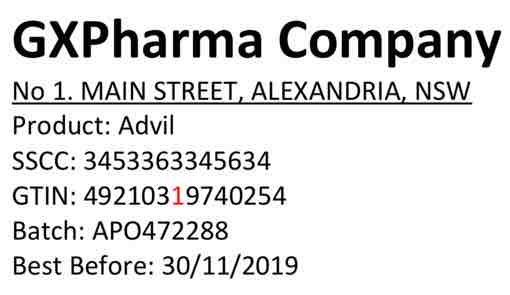 GXPharma Company
No 1. MAIN STREET, ALEXANDRIA, NSW
Product: Advil
SSCC: 3453363345634
GTIN: 49210319740254
Batch: APO472288
Best Before: 30/11/2019